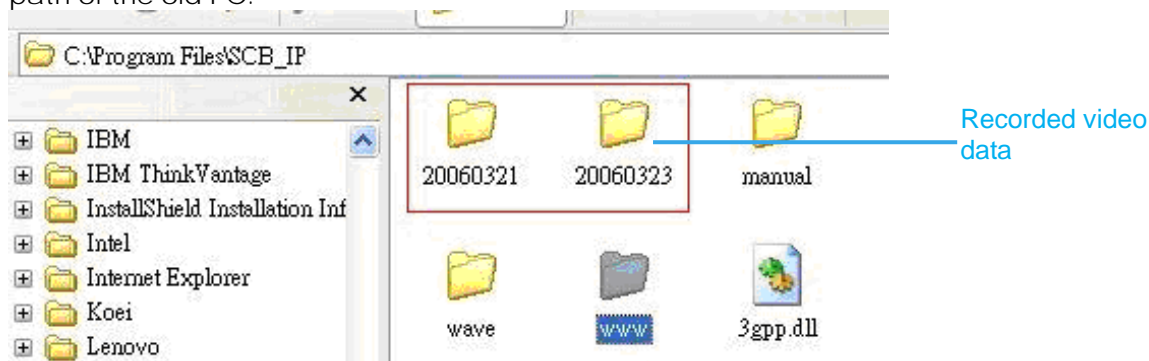 path of the old PC.
C:\Program Files\SCB_IP
IBM
IBM ThinkVantage
InstallShield Installation Inf
Intel
Internet Explorer
Koei
Lenovo
20060321
20060323
manual
wave
www
3gpp.dll
Recorded video
data